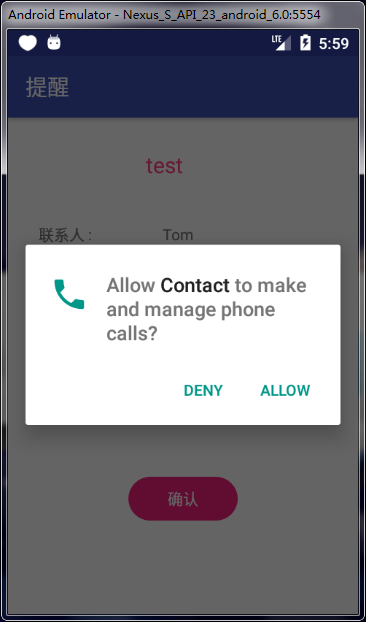 Android Emulator - Nexus_S_API_23_android_6.0:5554
LTE 5:59
提醒
test
联系人 : Tom
Allow Contact to make
and manage phone
calls?
DENY ALLOW
确认